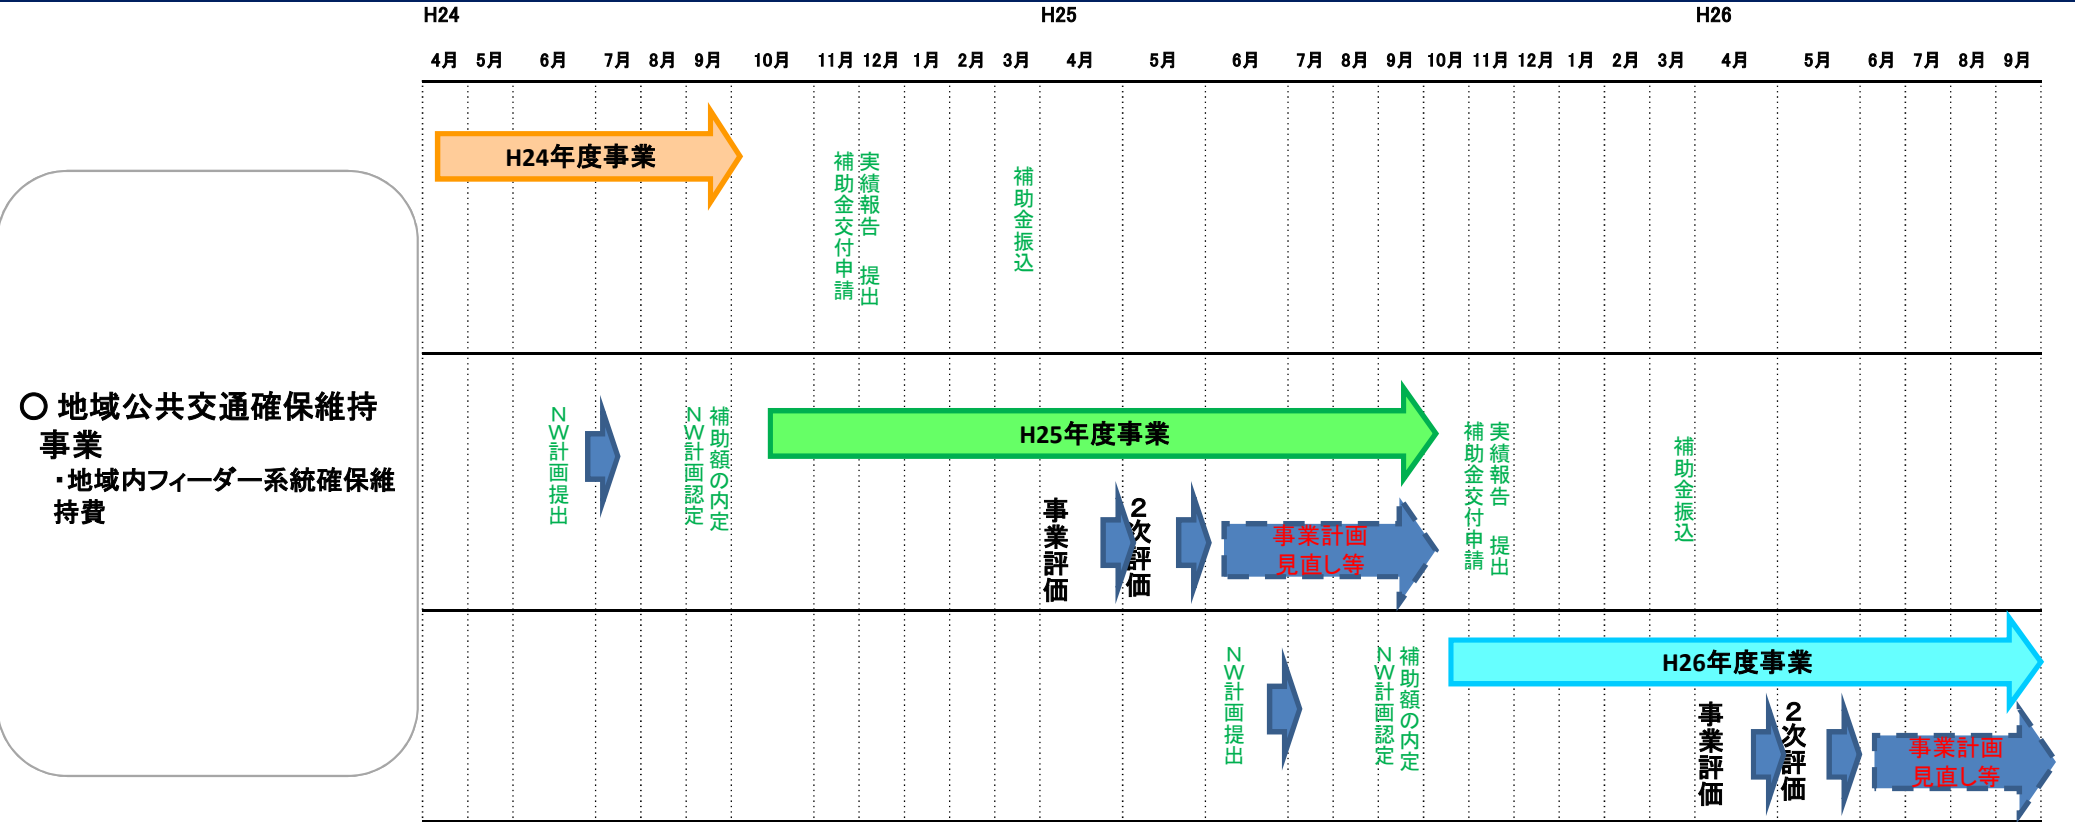 H24 H25 H26
4月 5月 6月 7月 8月 9月 10月 11月 12月 1月 2月 3月 4月 5月 6月 7月 8月 9月 10月 11月 12月 1月 2月 3月 4月 5月 6月 7月 8月 9月
H24年度事業
実績報告 提出
補助金交付申請
補助金振込
○ 地域公共交通確保維持
事業
・地域内フィーダー系統確保維
持費
NW計画提出
補助額の内定
NW計画認定
H25年度事業
事業評価
2次評価
事業計画
見直し等
実績報告 提出
補助金交付申請
補助金振込
NW計画提出
補助額の内定
NW計画認定
H26年度事業
事業評価
2次評価
事業計画
見直し等